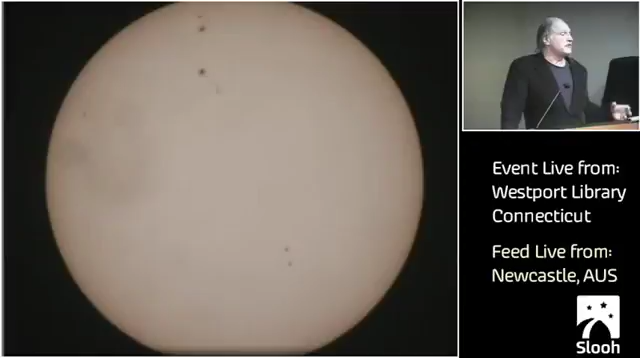 Event Live from:
Westport Library
Connecticut
Feed Live from:
Newcastle, AUS
Slooh